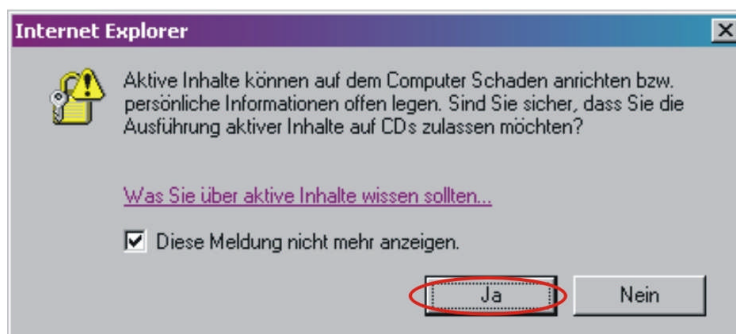 Internet Explorer
Aktive Inhalte können auf dem Computer Schaden anrichten bzw.
persönliche Informationen offen legen. Sind Sie sicher, dass Sie die
Ausführung aktiver Inhalte auf CDs zulassen möchten?
Was Sie über aktive Inhalte wissen sollten...
Diese Meldung nicht mehr anzeigen.
Ja Nein